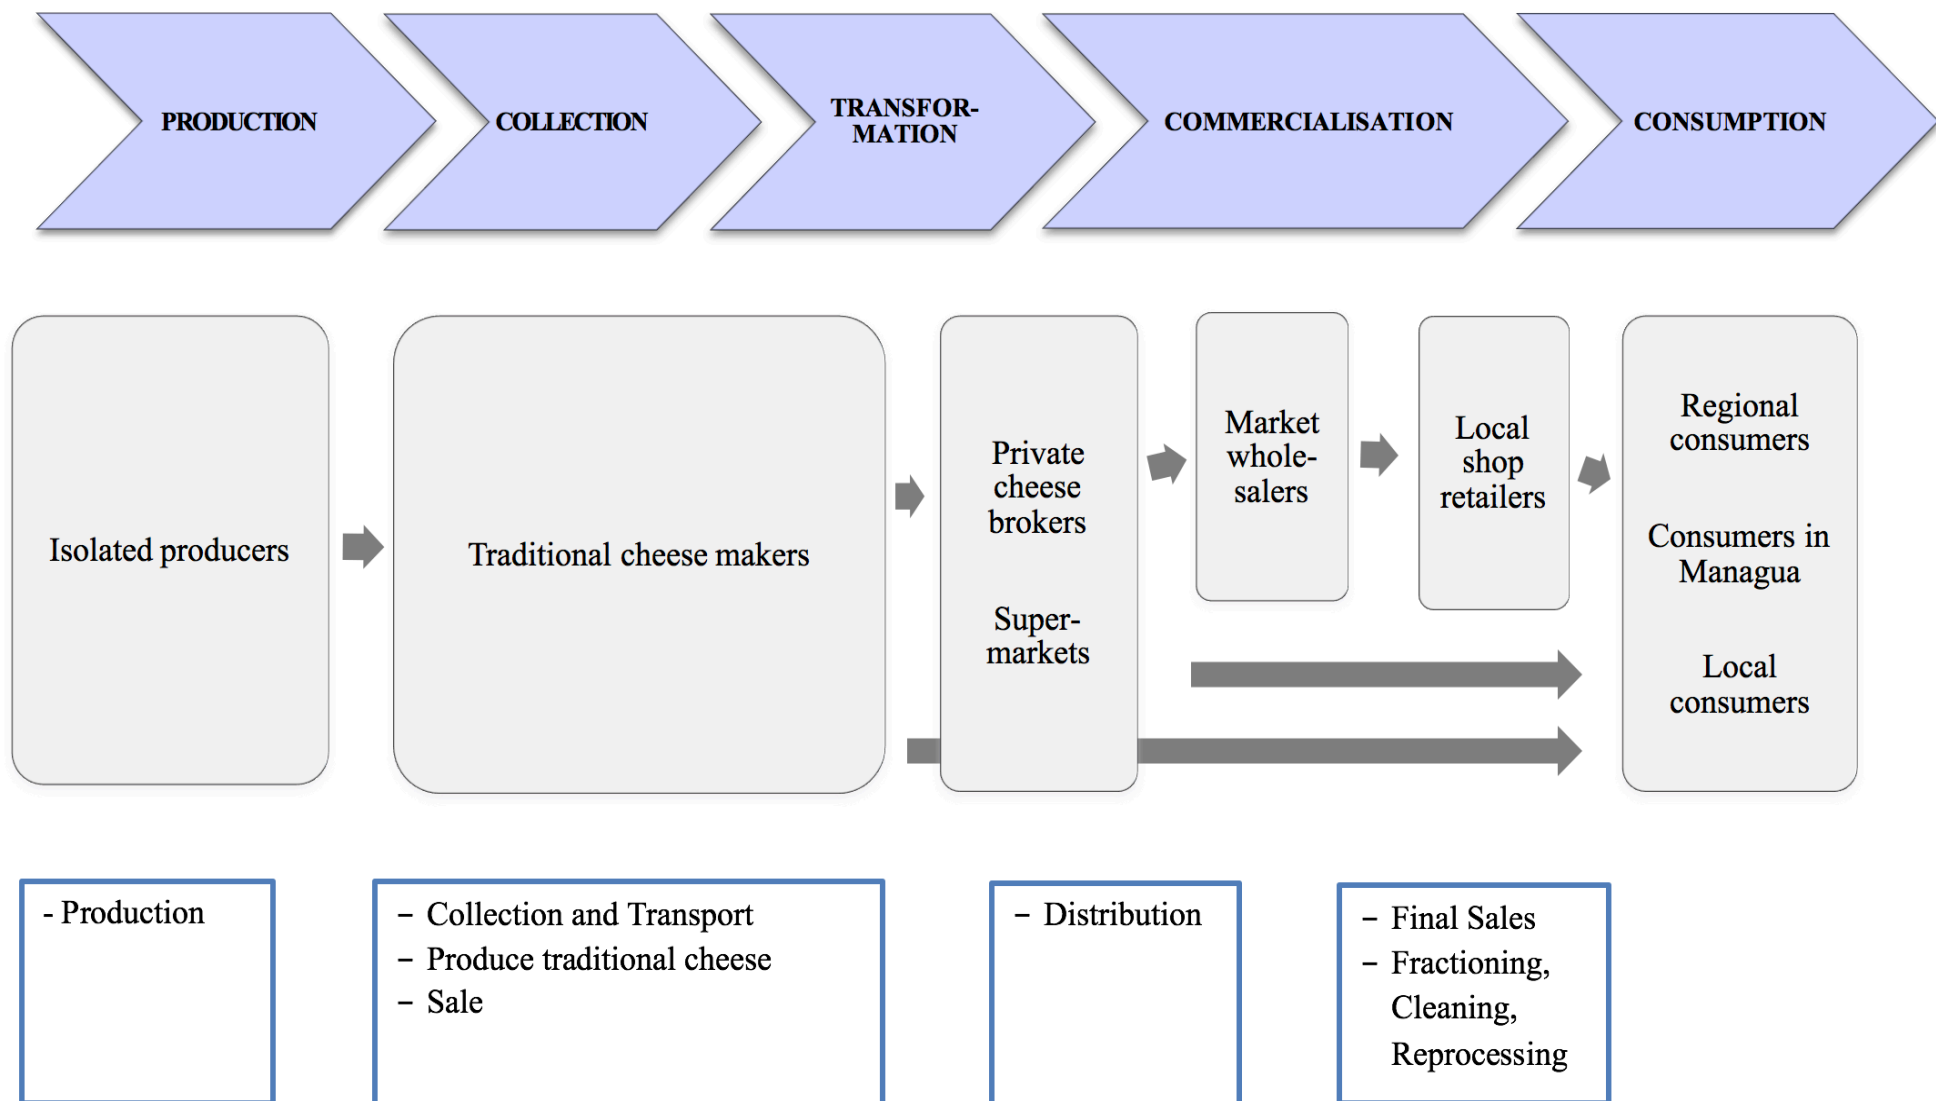 PRODUCTION
COLLECTION
TRANSFOR-
MATION
COMMERCIALISATION
CONSUMPTION
Isolated producers
Traditional cheese makers
Private
cheese
brokers
Super-
markets
Market
whole-
salers
Local
shop
retailers
Regional
consumers
Consumers in
Managua
Local
consumers
- Production
– Collection and Transport
– Produce traditional cheese
– Sale
– Distribution
– Final Sales
– Fractioning,
Cleaning,
Reprocessing